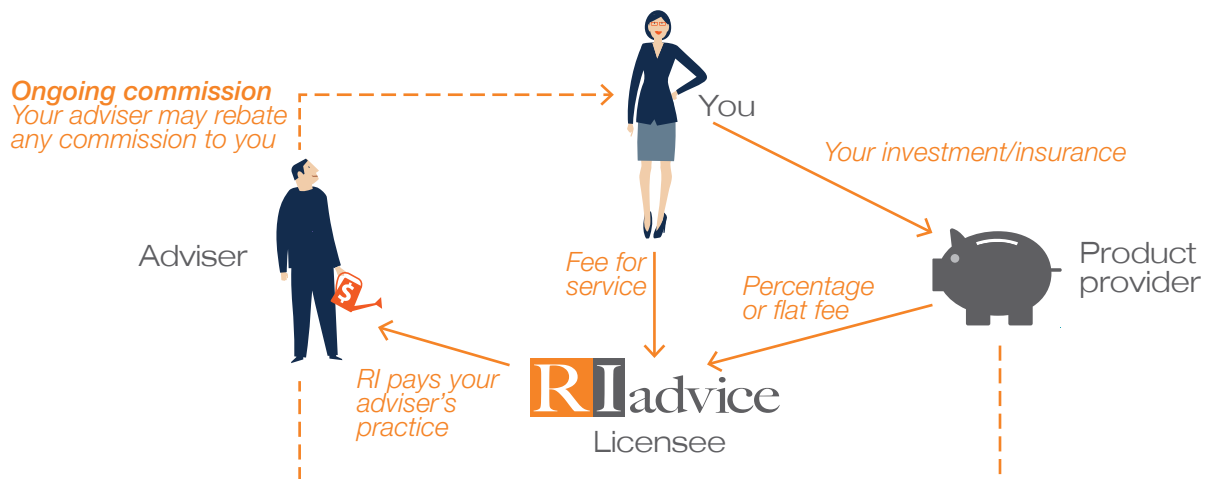 Ongoing commission
Your adviser may rebate
any commission to you
You
Your investment/insurance
Adviser
Fee for
service
Product
provider
Percentage
or flat fee
$
RI pays your
adviser's
practice
RIadvice
Licensee